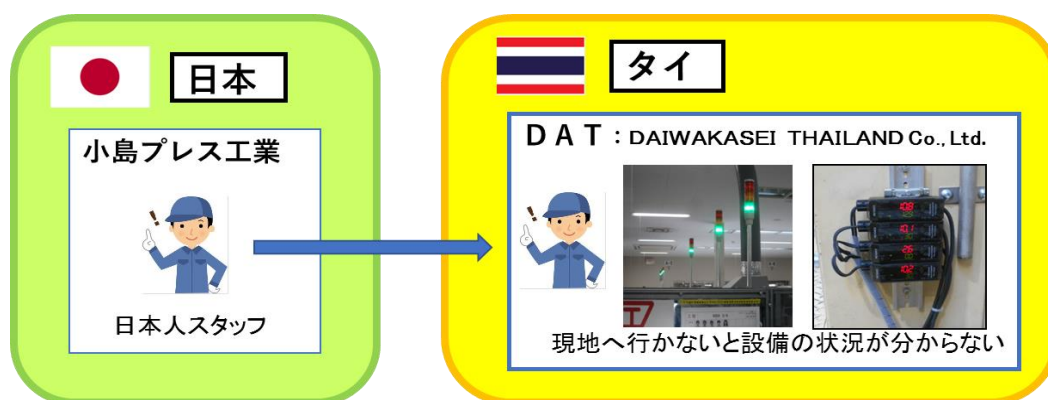 日本
小島プレス工業
日本人スタッフ
タイ
DAT：DAIWAKASEI THAILAND Co., Ltd.
現地へ行かないと設備の状況が分からない